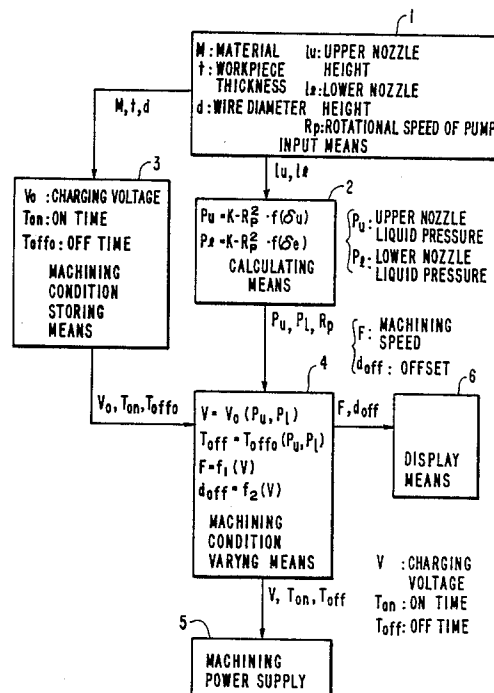 1
M: MATERIAL lu: UPPER NOZZLE
t: WORKPIECE HEIGHT
THICKNESS lℓ: LOWER NOZZLE
d: WIRE DIAMETER HEIGHT
Rp: ROTATIONAL SPEED OF PUMP
INPUT MEANS
M, t, d
lu, lℓ
3
Vo : CHARGING VOLTAGE
Ton: ON TIME
Toffo: OFF TIME
MACHINING
CONDITION
STORING
MEANS
2
Pu = K-Rp² · f(δu)
Pℓ = K-Rp² · f(δe)
CALCULATING
MEANS
Pu: UPPER NOZZLE
LIQUID PRESSURE
Pℓ: LOWER NOZZLE
LIQUID PRESSURE
Pu, Pl, Rp
F: MACHINING
SPEED
doff : OFFSET
Vo, Ton, Toffo
4
V = Vo (Pu, Pl)
Toff = Toffo (Pu, Pl)
F = f1 (V)
doff = f2 (V)
MACHINING
CONDITION
VARYNG MEANS
F, doff
6
DISPLAY
MEANS
V, Ton, Toff
V : CHARGING
VOLTAGE
Ton : ON TIME
Toff: OFF TIME
5
MACHINING
POWER SUPPLY